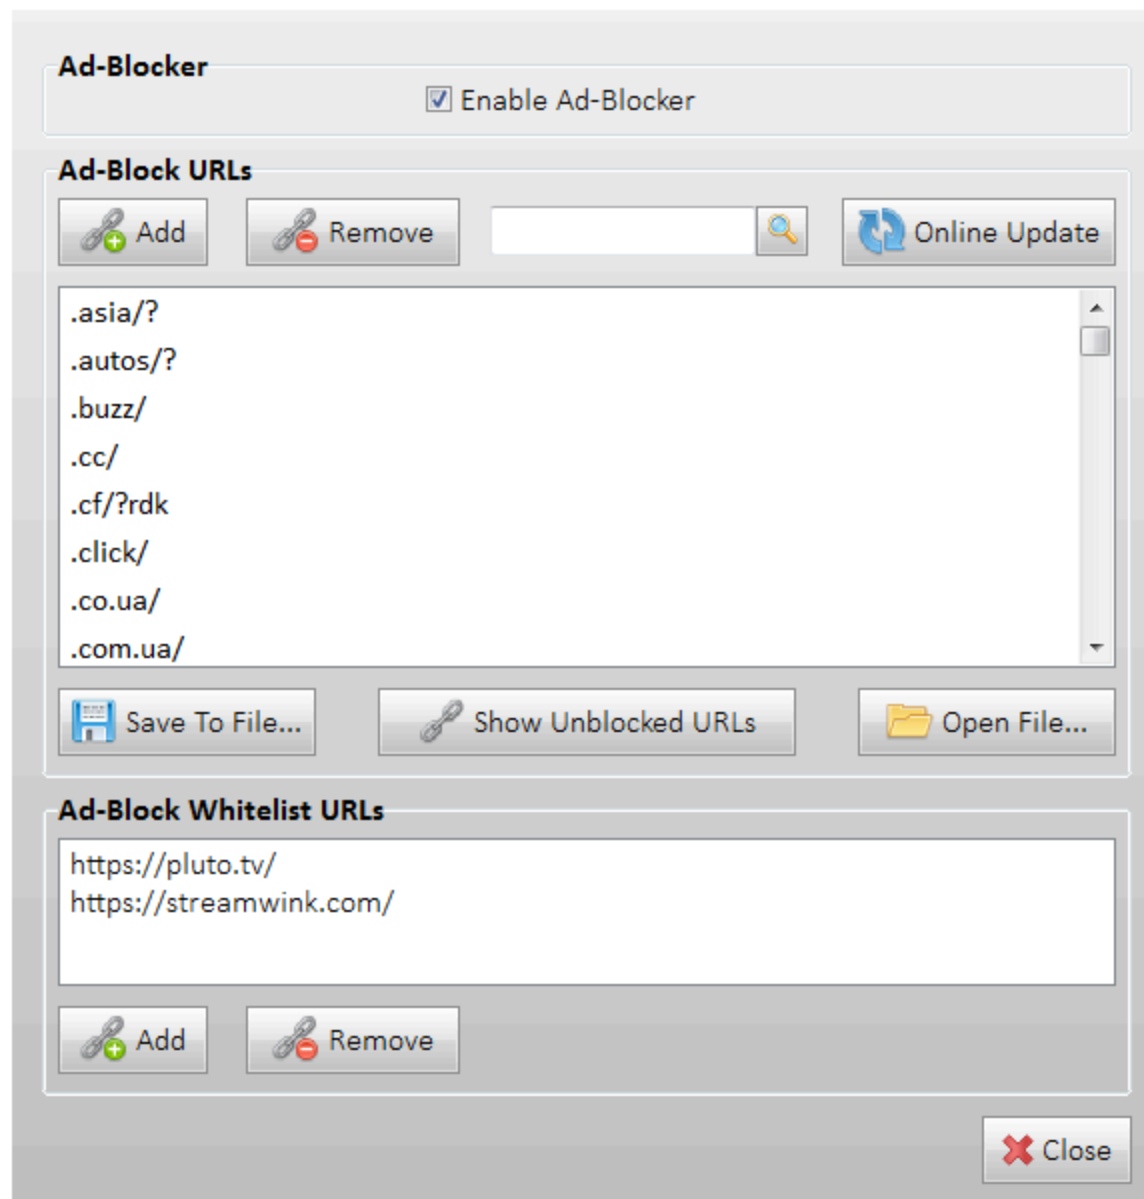 Ad-Blocker
Enable Ad-Blocker
Ad-Block URLs
Add Remove Online Update
.asia/?
.autos/?
.buzz/
.cc/
.cf/?rdk
.click/
.co.ua/
.com.ua/
Save To File... Show Unblocked URLs Open File...
Ad-Block Whitelist URLs
https://pluto.tv/
https://streamwink.com/
Add Remove
Close